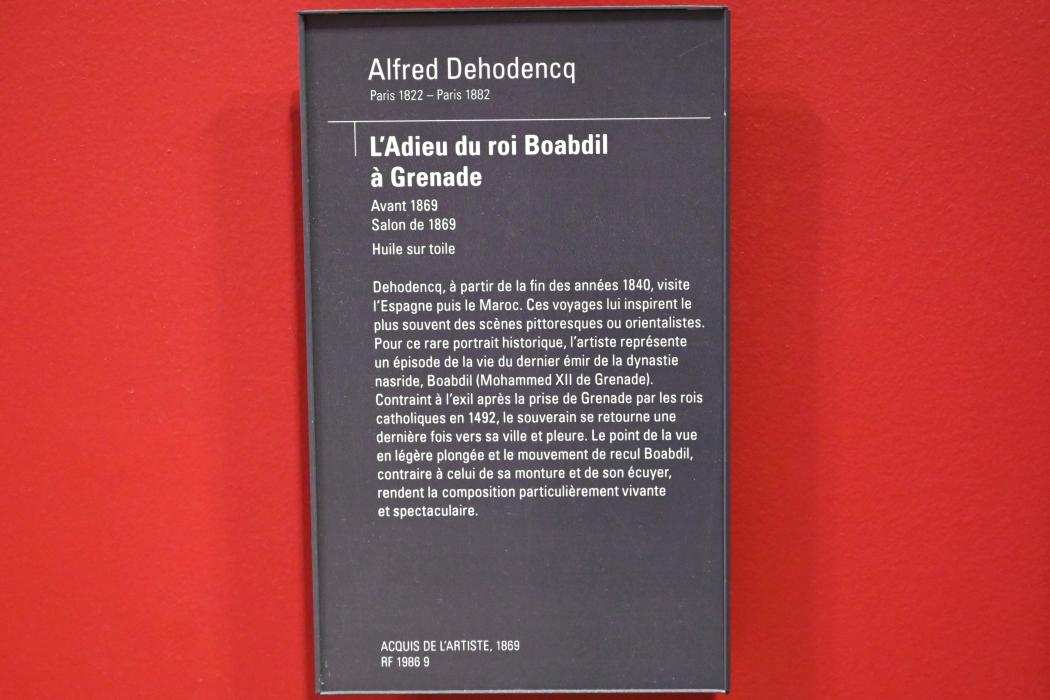 Alfred Dehodencq
Paris 1822 – Paris 1882
L'Adieu du roi Boabdil
à Grenade
Avant 1869
Salon de 1869
Huile sur toile
Dehodencq, à partir de la fin des années 1840, visite
l'Espagne puis le Maroc. Ces voyages lui inspirent le
plus souvent des scènes pittoresques ou orientalistes.
Pour ce rare portrait historique, l'artiste représente
un épisode de la vie du dernier émir de la dynastie
nasride, Boabdil (Mohammed XII de Grenade).
Contraint à l'exil après la prise de Grenade par les rois
catholiques en 1492, le souverain se retourne une
dernière fois vers sa ville et pleure. Le point de la vue
en légère plongée et le mouvement de recul Boabdil,
contraire à celui de sa monture et de son écuyer,
rendent la composition particulièrement vivante
et spectaculaire.
ACQUIS DE L'ARTISTE, 1869
RF 1986 9